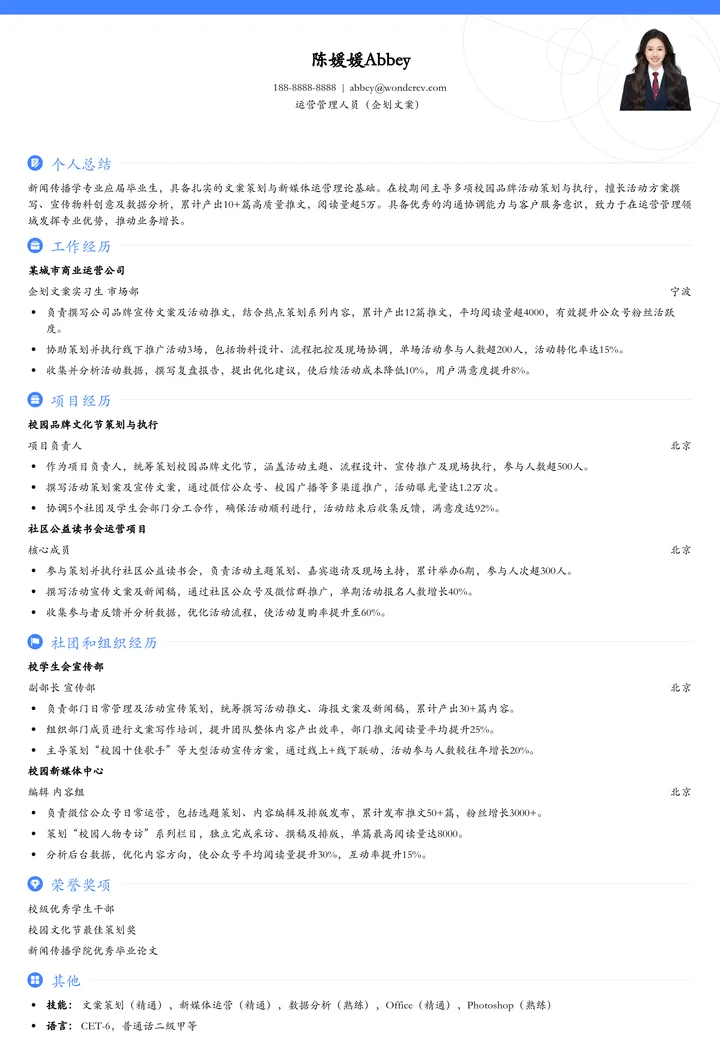 陈媛媛Abbey
188-8888-8888 | abbey@wondercv.com
运营管理人员（企划文案）
个人总结
新闻传播学专业应届毕业生，具备扎实的文案策划与新媒体运营理论基础。在校期间主导多项校园品牌活动策划与执行，擅长活动方案撰
写、宣传物料创意及数据分析，累计产出10+篇高质量推文，阅读量超5万。具备优秀的沟通协调能力与客户服务意识，致力于在运营管理领
域发挥专业优势，推动业务增长。
工作经历
某城市商业运营公司
企划文案实习生 市场部 宁波
• 负责撰写公司品牌宣传文案及活动推文，结合热点策划系列内容，累计产出12篇推文，平均阅读量超4000，有效提升公众号粉丝活跃
度。
• 协助策划并执行线下推广活动3场，包括物料设计、流程把控及现场协调，单场活动参与人数超200人，活动转化率达15%。
• 收集并分析活动数据，撰写复盘报告，提出优化建议，使后续活动成本降低10%，用户满意度提升8%。
项目经历
校园品牌文化节策划与执行
项目负责人 北京
• 作为项目负责人，统筹策划校园品牌文化节，涵盖活动主题、流程设计、宣传推广及现场执行，参与人数超500人。
• 撰写活动策划案及宣传文案，通过微信公众号、校园广播等多渠道推广，活动曝光量达1.2万次。
• 协调5个社团及学生会部门分工合作，确保活动顺利进行，活动结束后收集反馈，满意度达92%。
社区公益读书会运营项目
核心成员 北京
• 参与策划并执行社区公益读书会，负责活动主题策划、嘉宾邀请及现场主持，累计举办6期，参与人次超300人。
• 撰写活动宣传文案及新闻稿，通过社区公众号及微信群推广，单期活动报名人数增长40%。
• 收集参与者反馈并分析数据，优化活动流程，使活动复购率提升至60%。
社团和组织经历
校学生会宣传部
副部长 宣传部 北京
• 负责部门日常管理及活动宣传策划，统筹撰写活动推文、海报文案及新闻稿，累计产出30+篇内容。
• 组织部门成员进行文案写作培训，提升团队整体内容产出效率，部门推文阅读量平均提升25%。
• 主导策划“校园十佳歌手”等大型活动宣传方案，通过线上+线下联动，活动参与人数较往年增长20%。
校园新媒体中心
编辑 内容组 北京
• 负责微信公众号日常运营，包括选题策划、内容编辑及排版发布，累计发布推文50+篇，粉丝增长3000+。
• 策划“校园人物专访”系列栏目，独立完成采访、撰稿及排版，单篇最高阅读量达8000。
• 分析后台数据，优化内容方向，使公众号平均阅读量提升30%，互动率提升15%。
荣誉奖项
校级优秀学生干部
校园文化节最佳策划奖
新闻传播学院优秀毕业论文
其他
• 技能： 文案策划（精通），新媒体运营（精通），数据分析（熟练），Office（精通），Photoshop（熟练）
• 语言： CET-6，普通话二级甲等